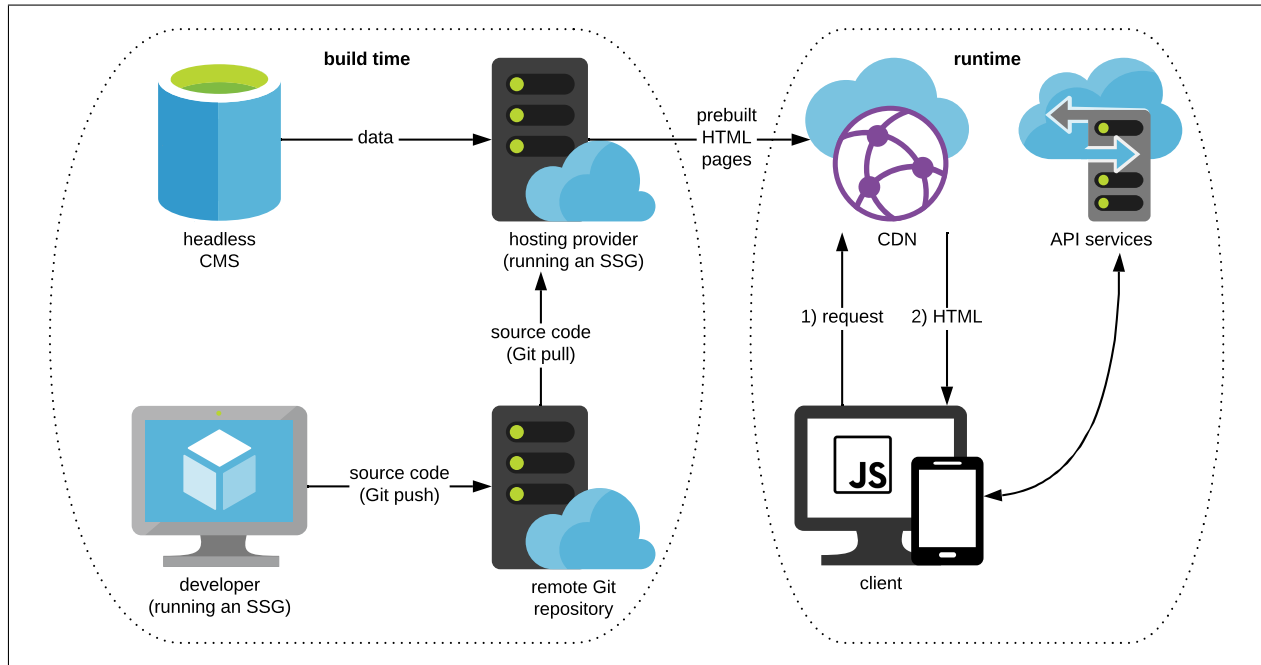 build time
runtime
data
prebuilt
HTML
pages
headless
CMS
hosting provider
(running an SSG)
CDN
API services
source code
(Git pull)
1) request
2) HTML
source code
(Git push)
JS
developer
(running an SSG)
remote Git
repository
client